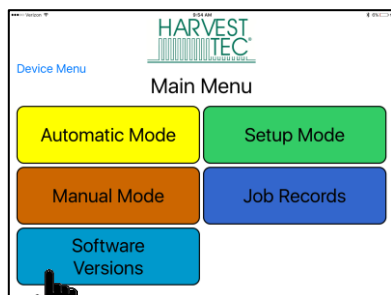 Verizon
9:54 AM
HARVEST
TEC
Device Menu
Main Menu
Automatic Mode
Setup Mode
Manual Mode
Job Records
Software
Versions